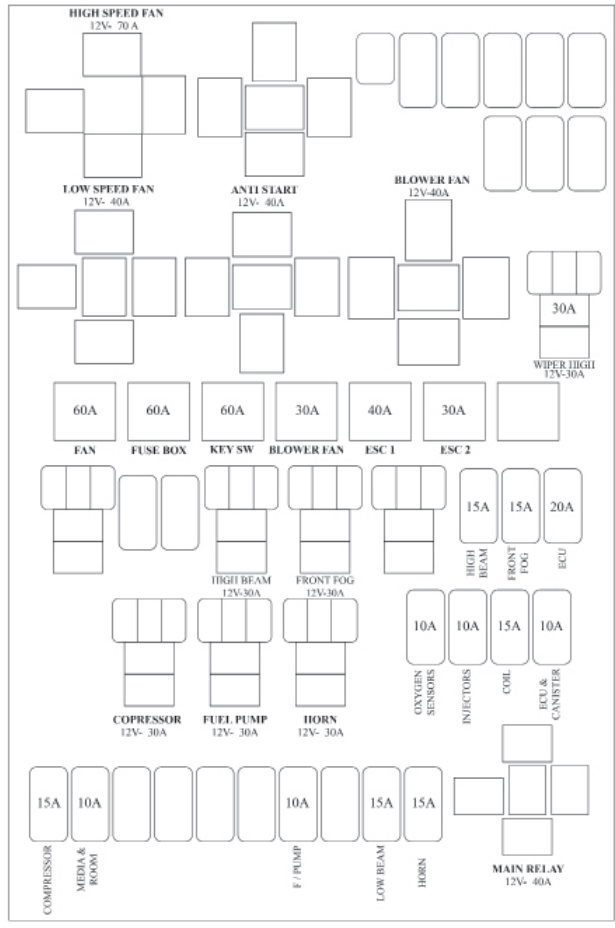 HIGH SPEED FAN
12V- 70 A
LOW SPEED FAN
12V- 40A
ANTI START
12V- 40A
BLOWER FAN
12V-40A
30A
WIPER HIGH
12V-30A
60A
60A
60A
30A
40A
30A
FAN
FUSE BOX
KEY SW
BLOWER FAN
ESC 1
ESC 2
15A
15A
20A
HIGH
BEAM
FRONT
FOG
ECU
HIGH BEAM
12V-30A
FRONT FOG
12V-30A
10A
10A
15A
10A
OXYGEN
SENSORS
INJECTORS
COIL
ECU &
CANISTER
COPRESSOR
12V- 30A
FUEL PUMP
12V- 30A
HORN
12V- 30A
15A
10A
10A
15A
15A
COMPRESSOR
MEDIA &
ROOM
F / PUMP
LOW BEAM
HORN
MAIN RELAY
12V- 40A